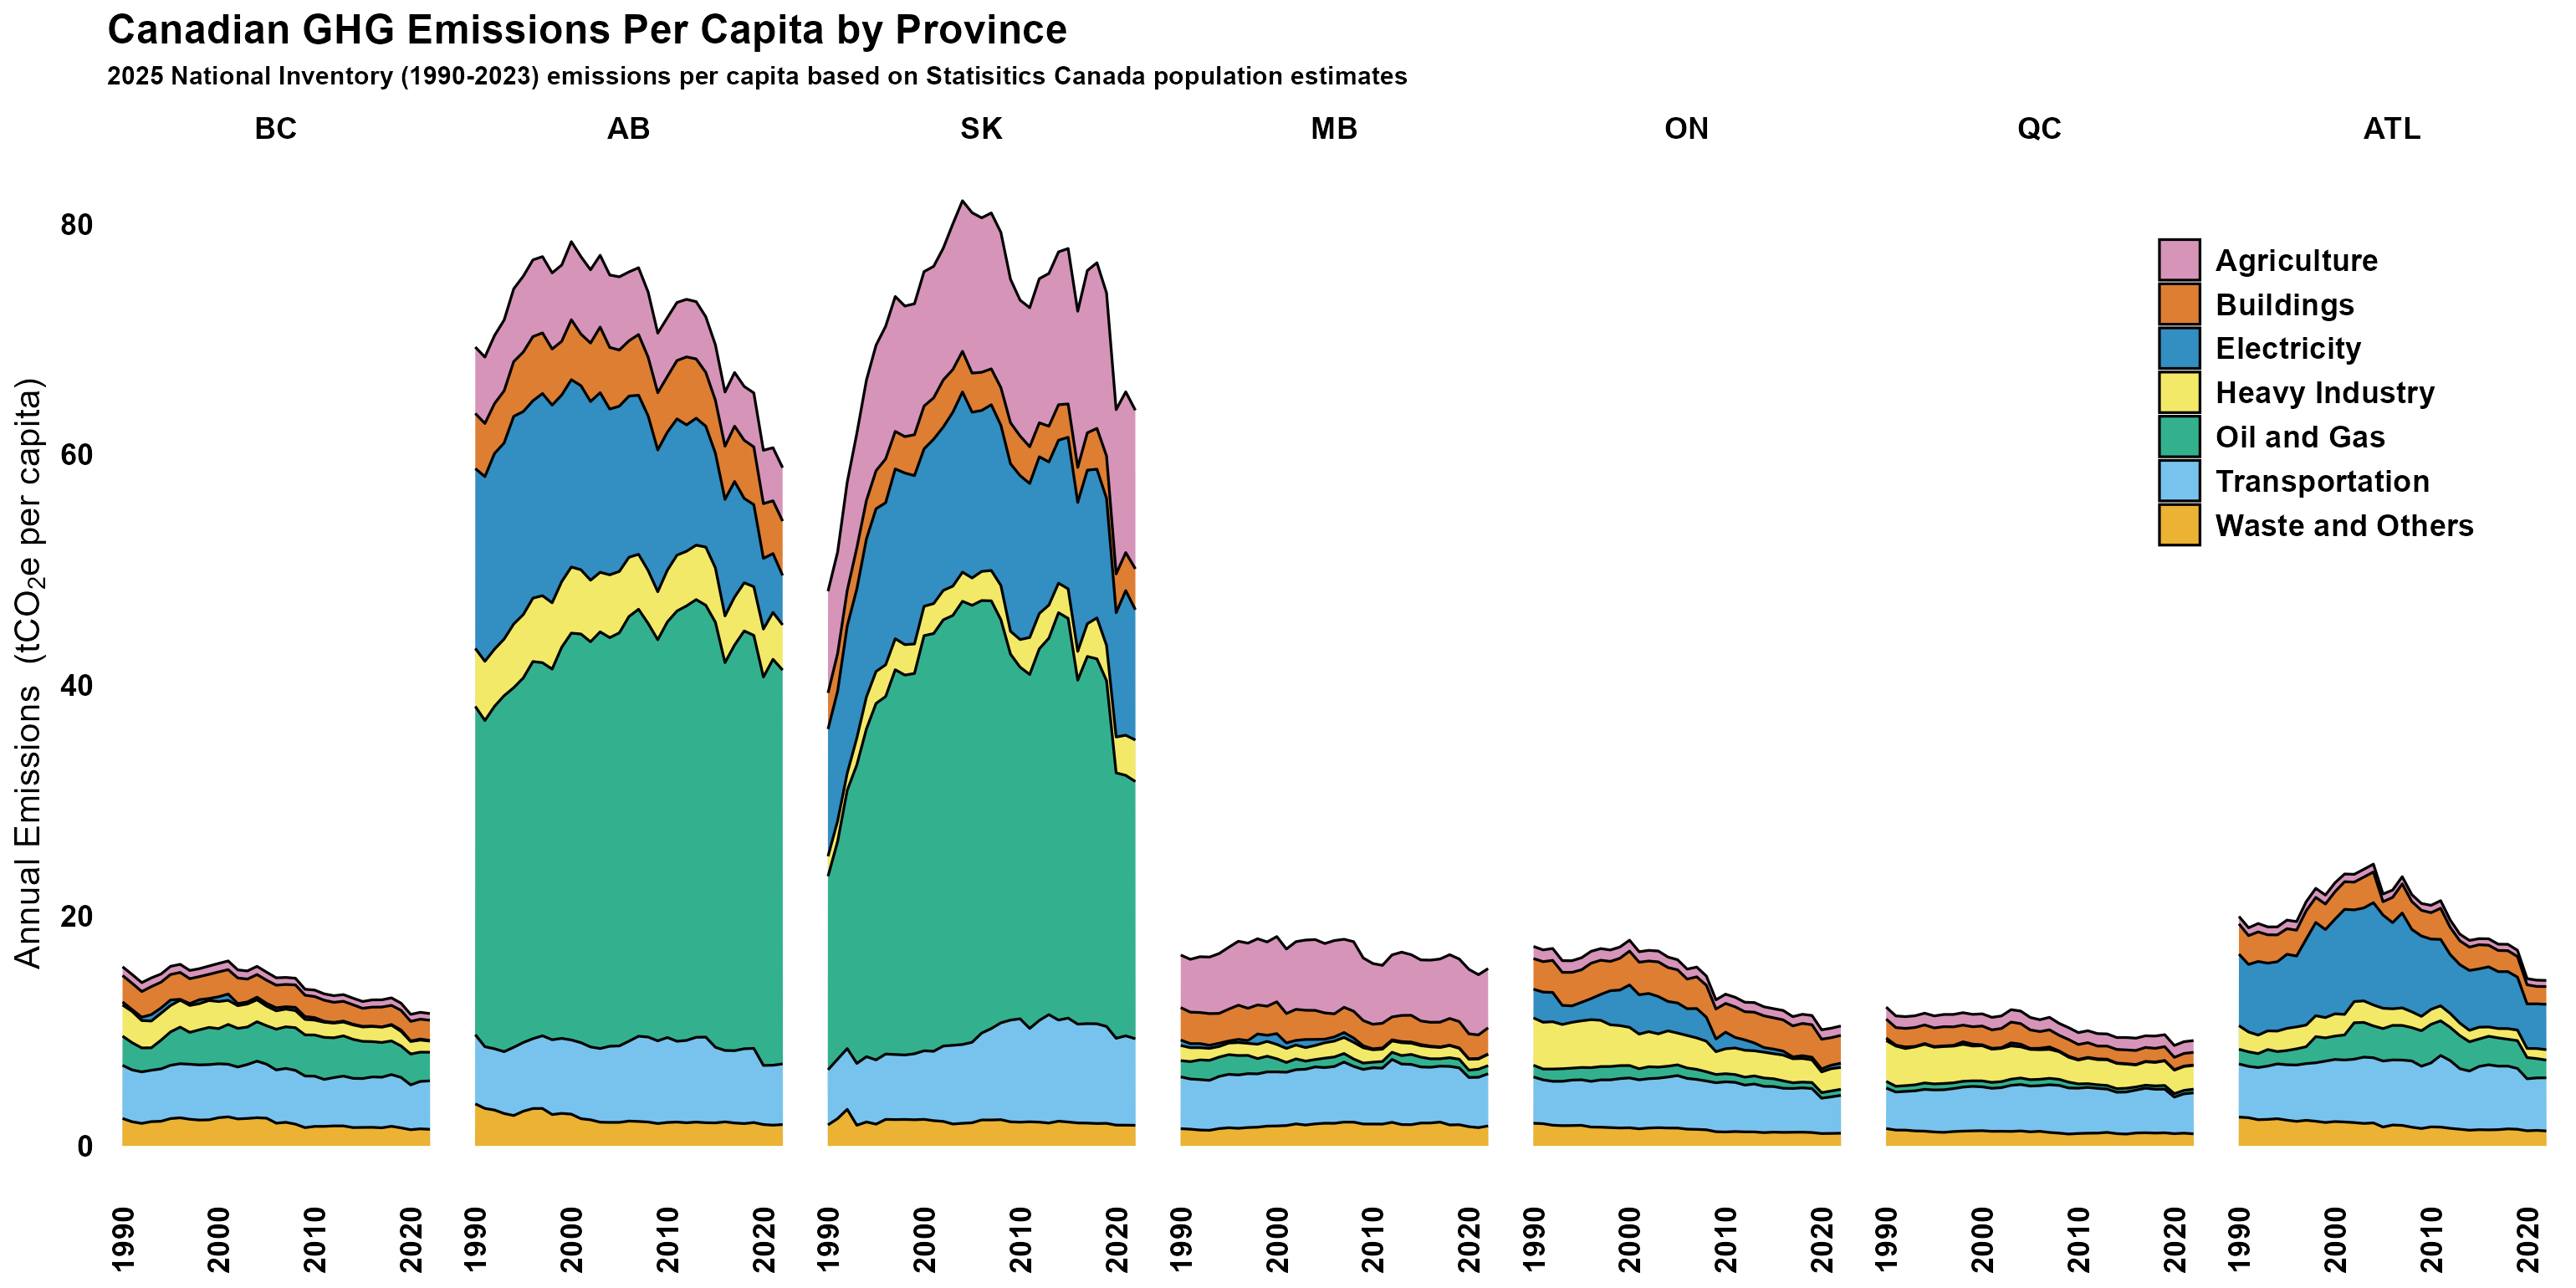 Canadian GHG Emissions Per Capita by Province
2025 National Inventory (1990-2023) emissions per capita based on Statisitics Canada population estimates
BC AB SK MB ON QC ATL
Annual Emissions (tCO₂e per capita)
80
60
40
20
0
Agriculture
Buildings
Electricity
Heavy Industry
Oil and Gas
Transportation
Waste and Others
1990 2000 2010 2020 1990 2000 2010 2020 1990 2000 2010 2020 1990 2000 2010 2020 1990 2000 2010 2020 1990 2000 2010 2020 1990 2000 2010 2020